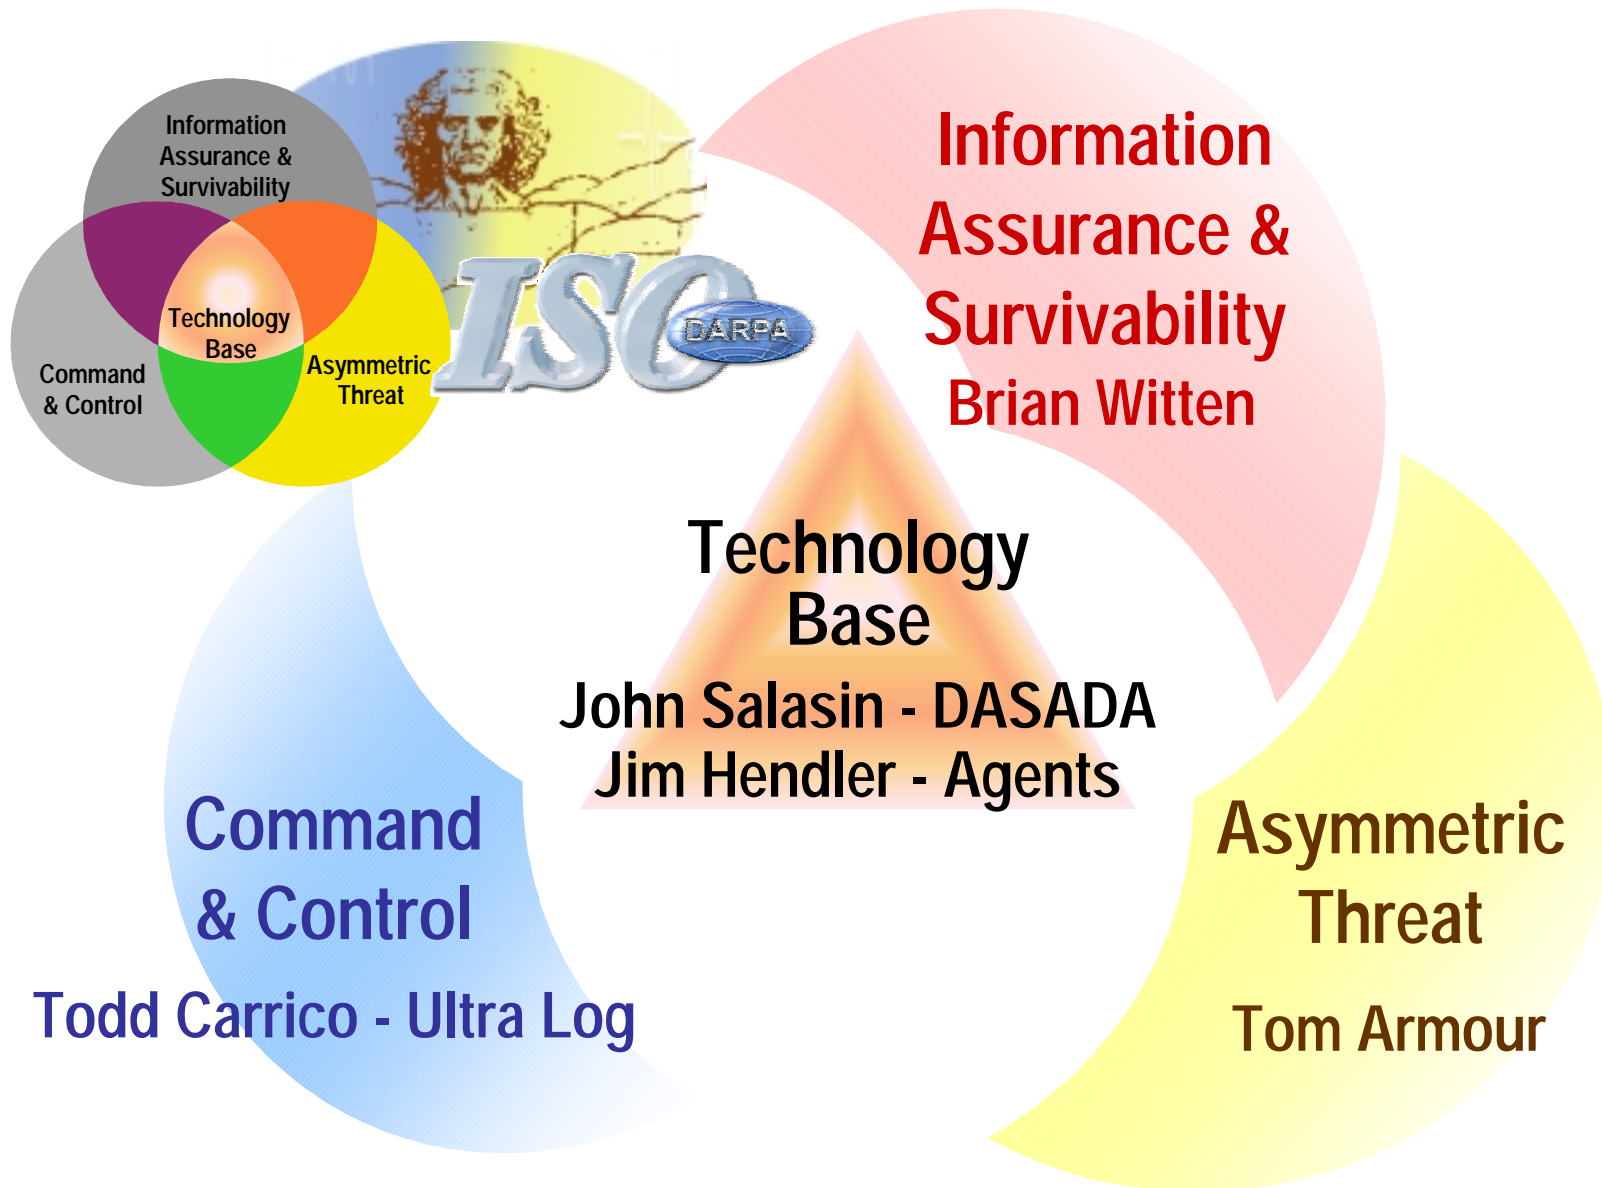 Information
Assurance &
Survivability
Technology
Base
Command
& Control
Asymmetric
Threat
ISO
DARPA
Information
Assurance &
Survivability
Brian Witten
Technology
Base
John Salasin - DASADA
Jim Hendler - Agents
Command
& Control
Todd Carrico - Ultra Log
Asymmetric
Threat
Tom Armour